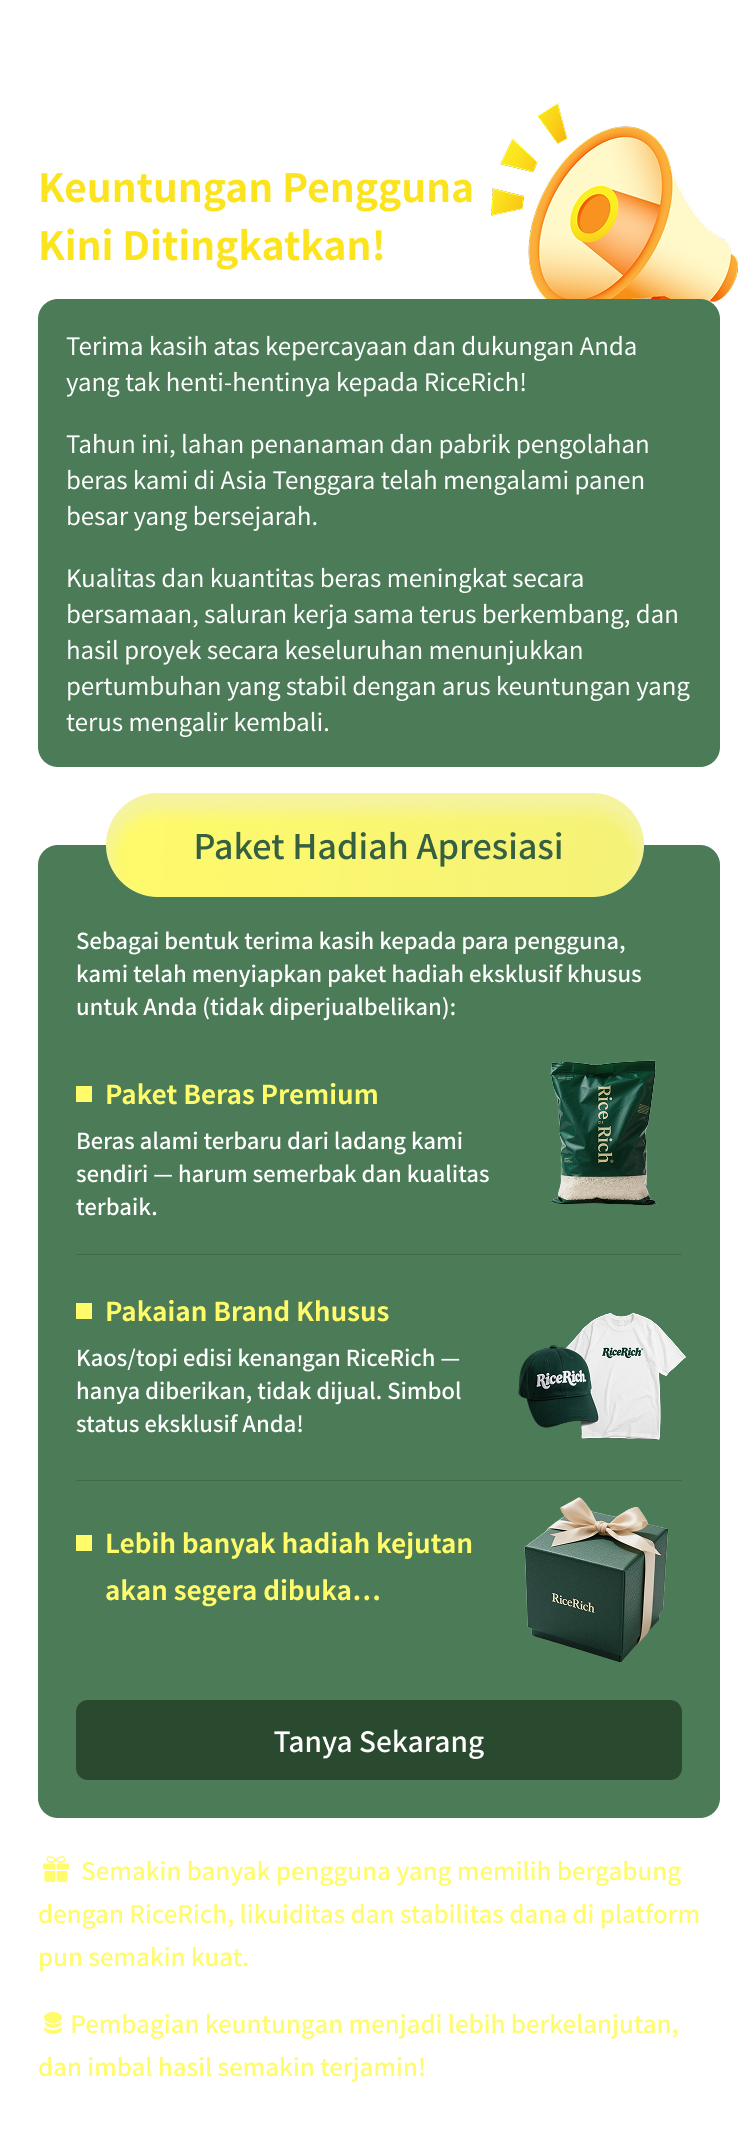 Keuntungan Pengguna
Kini Ditingkatkan!
Terima kasih atas kepercayaan dan dukungan Anda
yang tak henti-hentinya kepada RiceRich!
Tahun ini, lahan penanaman dan pabrik pengolahan
beras kami di Asia Tenggara telah mengalami panen
besar yang bersejarah.
Kualitas dan kuantitas beras meningkat secara
bersamaan, saluran kerja sama terus berkembang, dan
hasil proyek secara keseluruhan menunjukkan
pertumbuhan yang stabil dengan arus keuntungan yang
terus mengalir kembali.
Paket Hadiah Apresiasi
Sebagai bentuk terima kasih kepada para pengguna,
kami telah menyiapkan paket hadiah eksklusif khusus
untuk Anda (tidak diperjualbelikan):
Paket Beras Premium
Beras alami terbaru dari ladang kami
sendiri — harum semerbak dan kualitas
terbaik.
Rice Rich
Pakaian Brand Khusus
Kaos/topi edisi kenangan RiceRich —
hanya diberikan, tidak dijual. Simbol
status eksklusif Anda!
RiceRich
RiceRich
Lebih banyak hadiah kejutan
akan segera dibuka...
RiceRich
Tanya Sekarang
Semakin banyak pengguna yang memilih bergabung
dengan RiceRich, likuiditas dan stabilitas dana di platform
pun semakin kuat.
Pembagian keuntungan menjadi lebih berkelanjutan,
dan imbal hasil semakin terjamin!